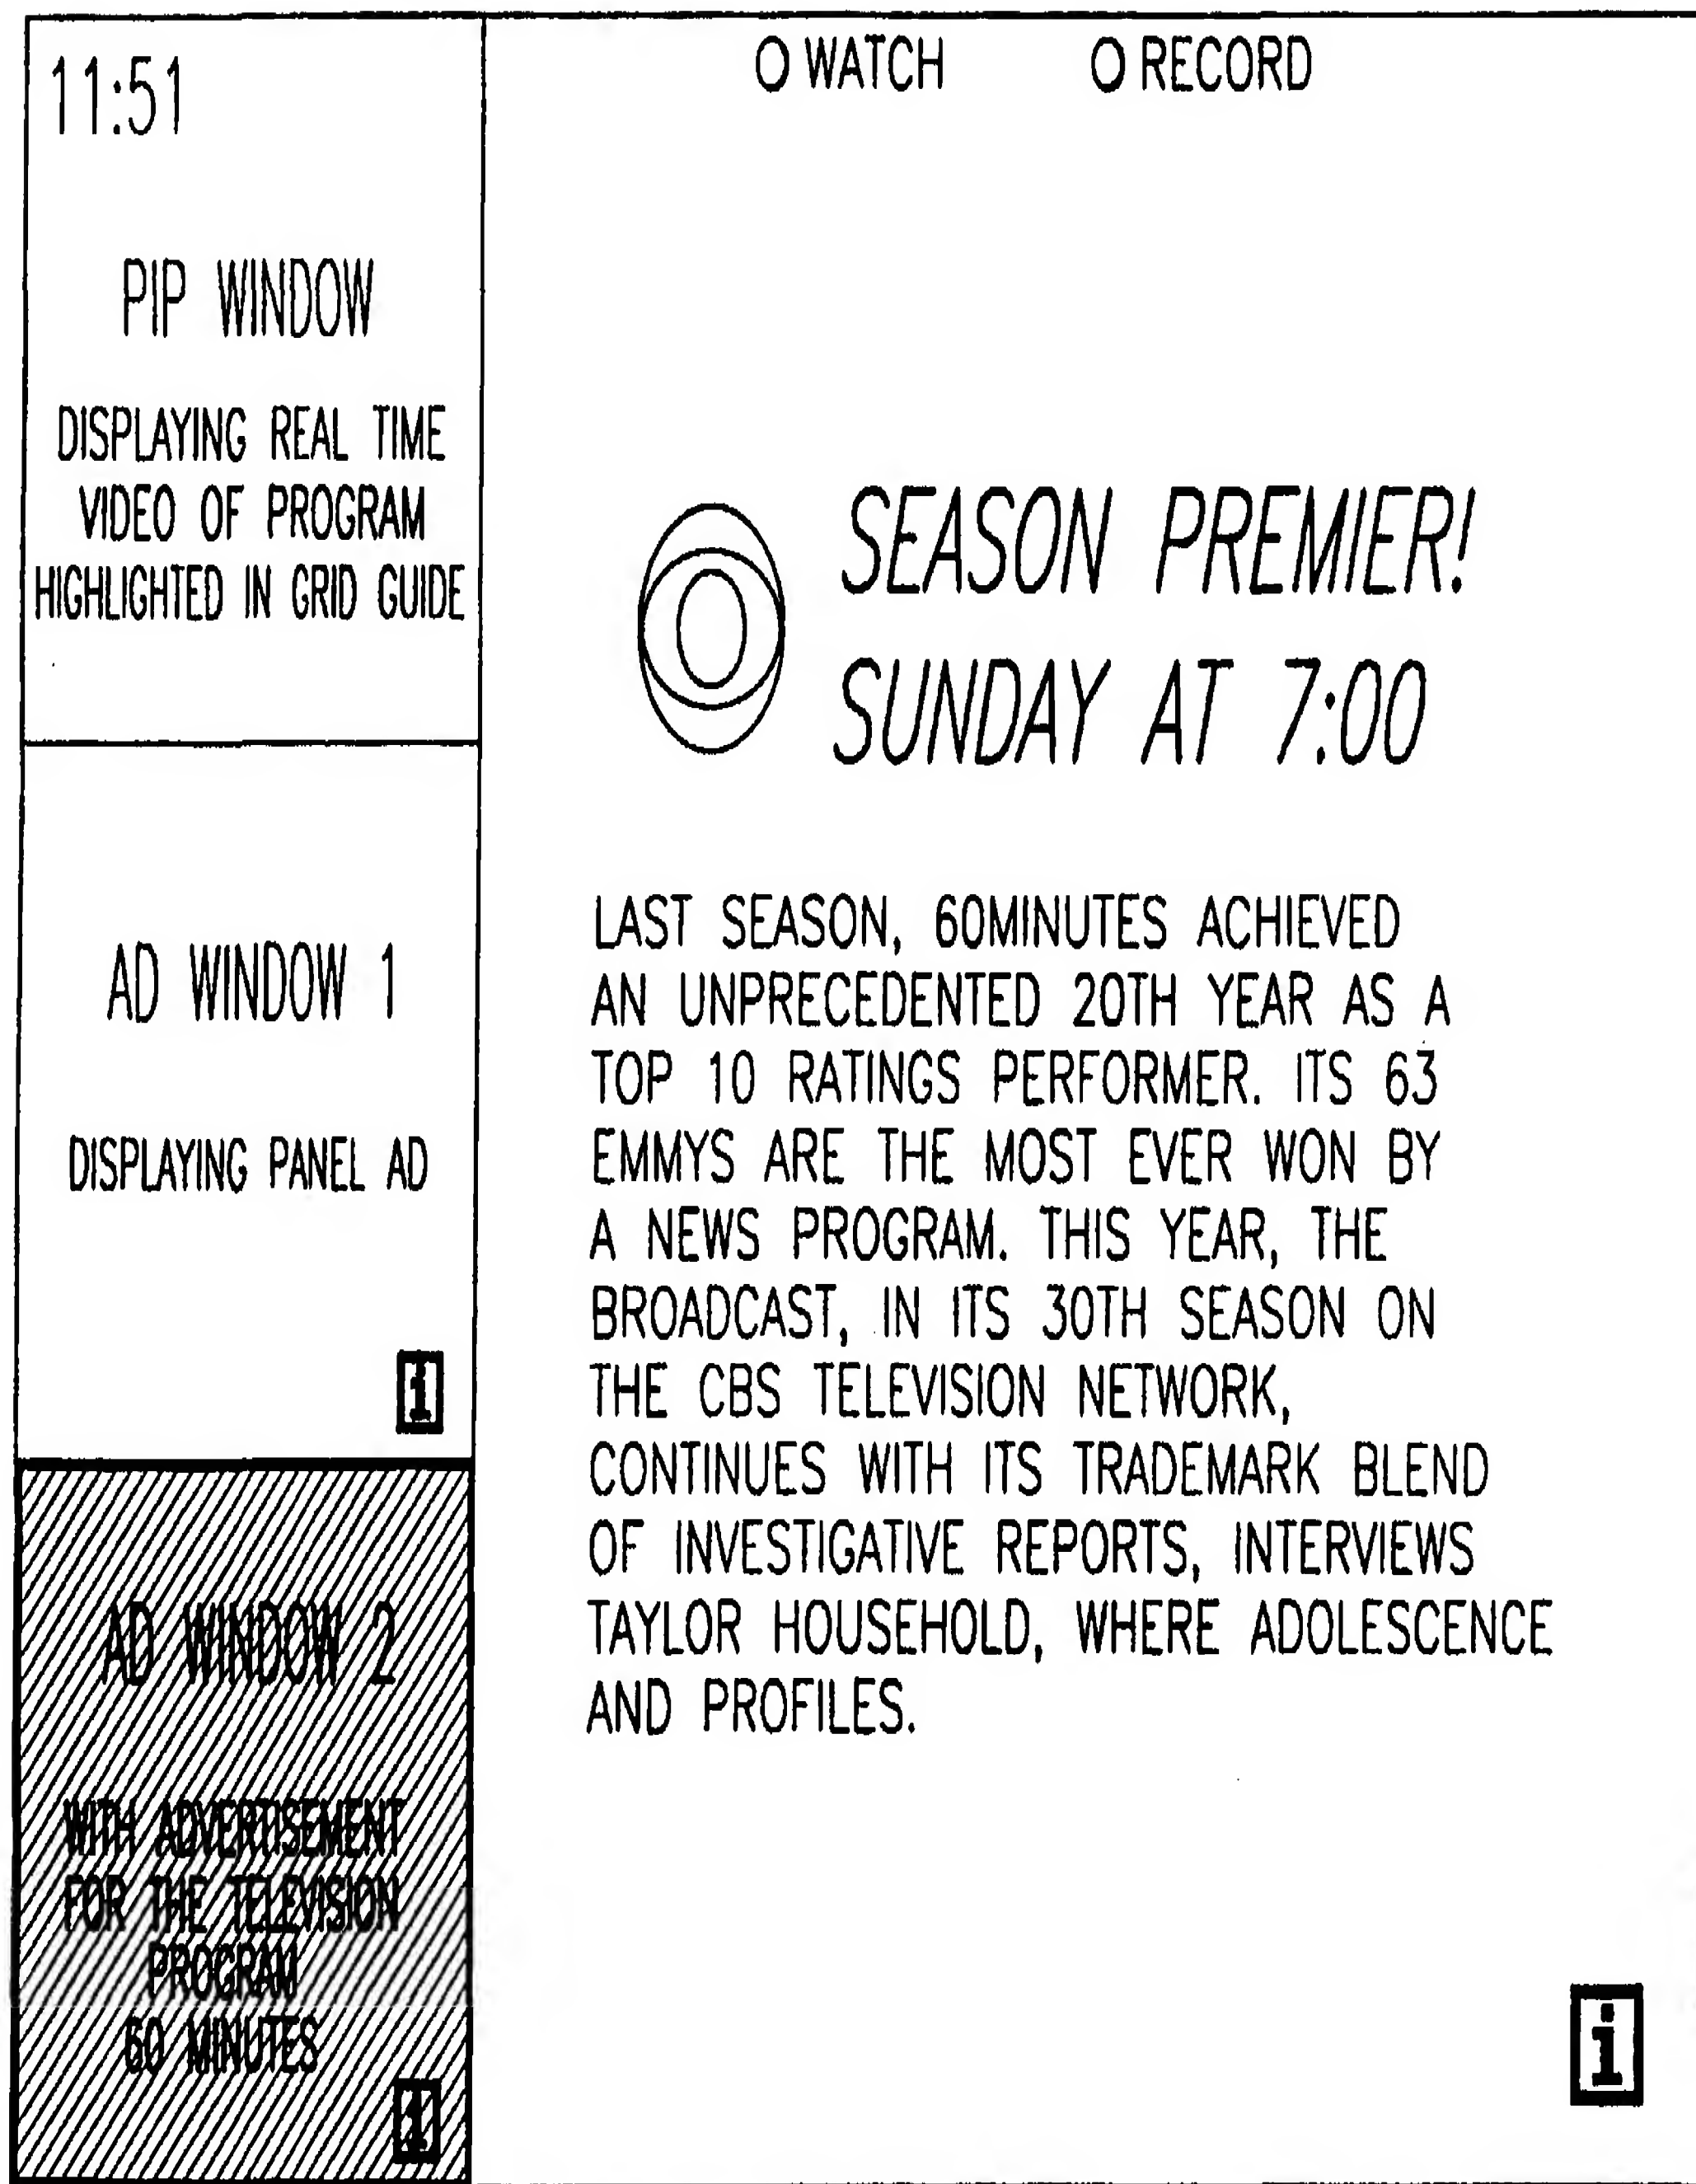 11:51
PIP WINDOW
DISPLAYING REAL TIME
VIDEO OF PROGRAM
HIGHLIGHTED IN GRID GUIDE
AD WINDOW 1
DISPLAYING PANEL AD
i
AD WINDOW 2
WITH ADVERTISEMENT
FOR THE TELEVISION
PROGRAM
60 MINUTES
i
O WATCH O RECORD
SEASON PREMIER!
SUNDAY AT 7:00
LAST SEASON, 60MINUTES ACHIEVED
AN UNPRECEDENTED 20TH YEAR AS A
TOP 10 RATINGS PERFORMER. ITS 63
EMMYS ARE THE MOST EVER WON BY
A NEWS PROGRAM. THIS YEAR, THE
BROADCAST, IN ITS 30TH SEASON ON
THE CBS TELEVISION NETWORK,
CONTINUES WITH ITS TRADEMARK BLEND
OF INVESTIGATIVE REPORTS, INTERVIEWS
TAYLOR HOUSEHOLD, WHERE ADOLESCENCE
AND PROFILES.
i